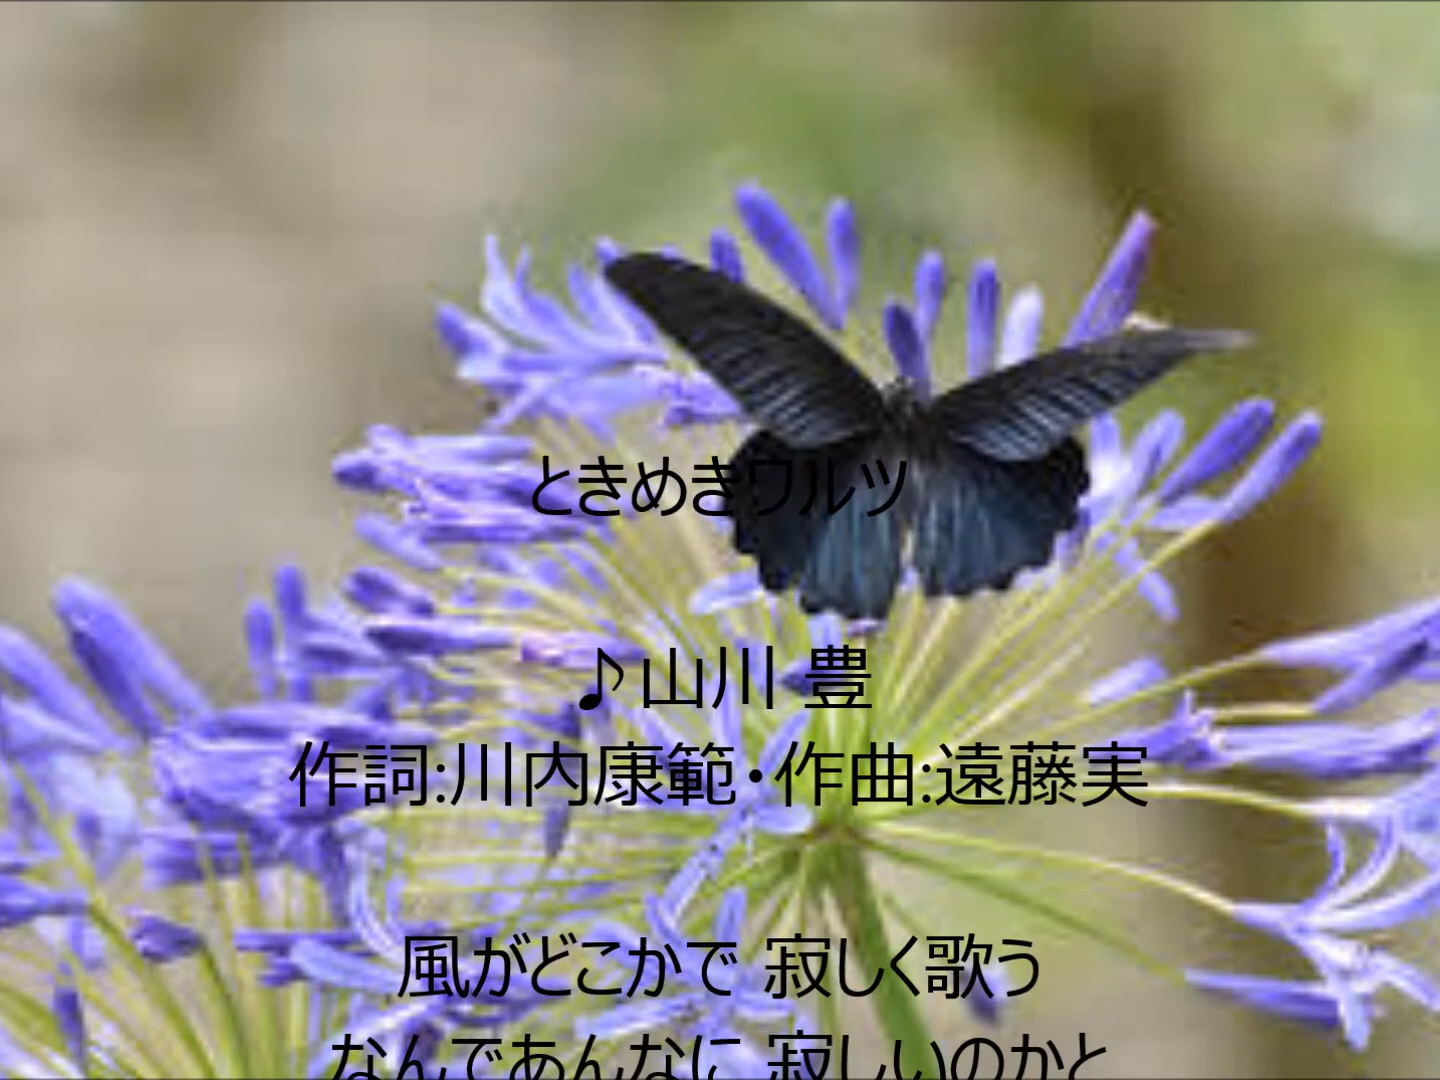 ときめきワルツ
♪山川 豊
作詞:川内康範・作曲:遠藤実
風がどこかで 寂しく歌う
なんであんなに 寂しいのかと